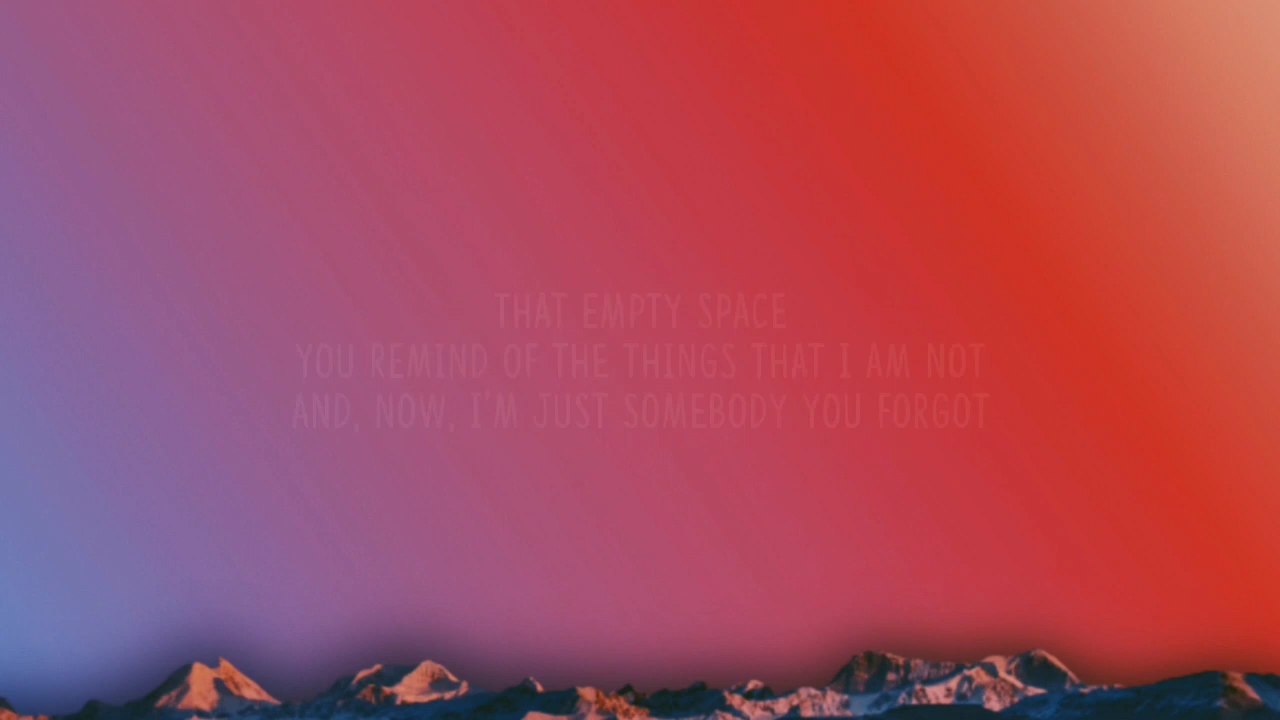 THAT EMPTY SPACE
YOU REMIND OF THE THINGS THAT I AM NOT
AND, NOW, I'M JUST SOMEBODY YOU FORGOT